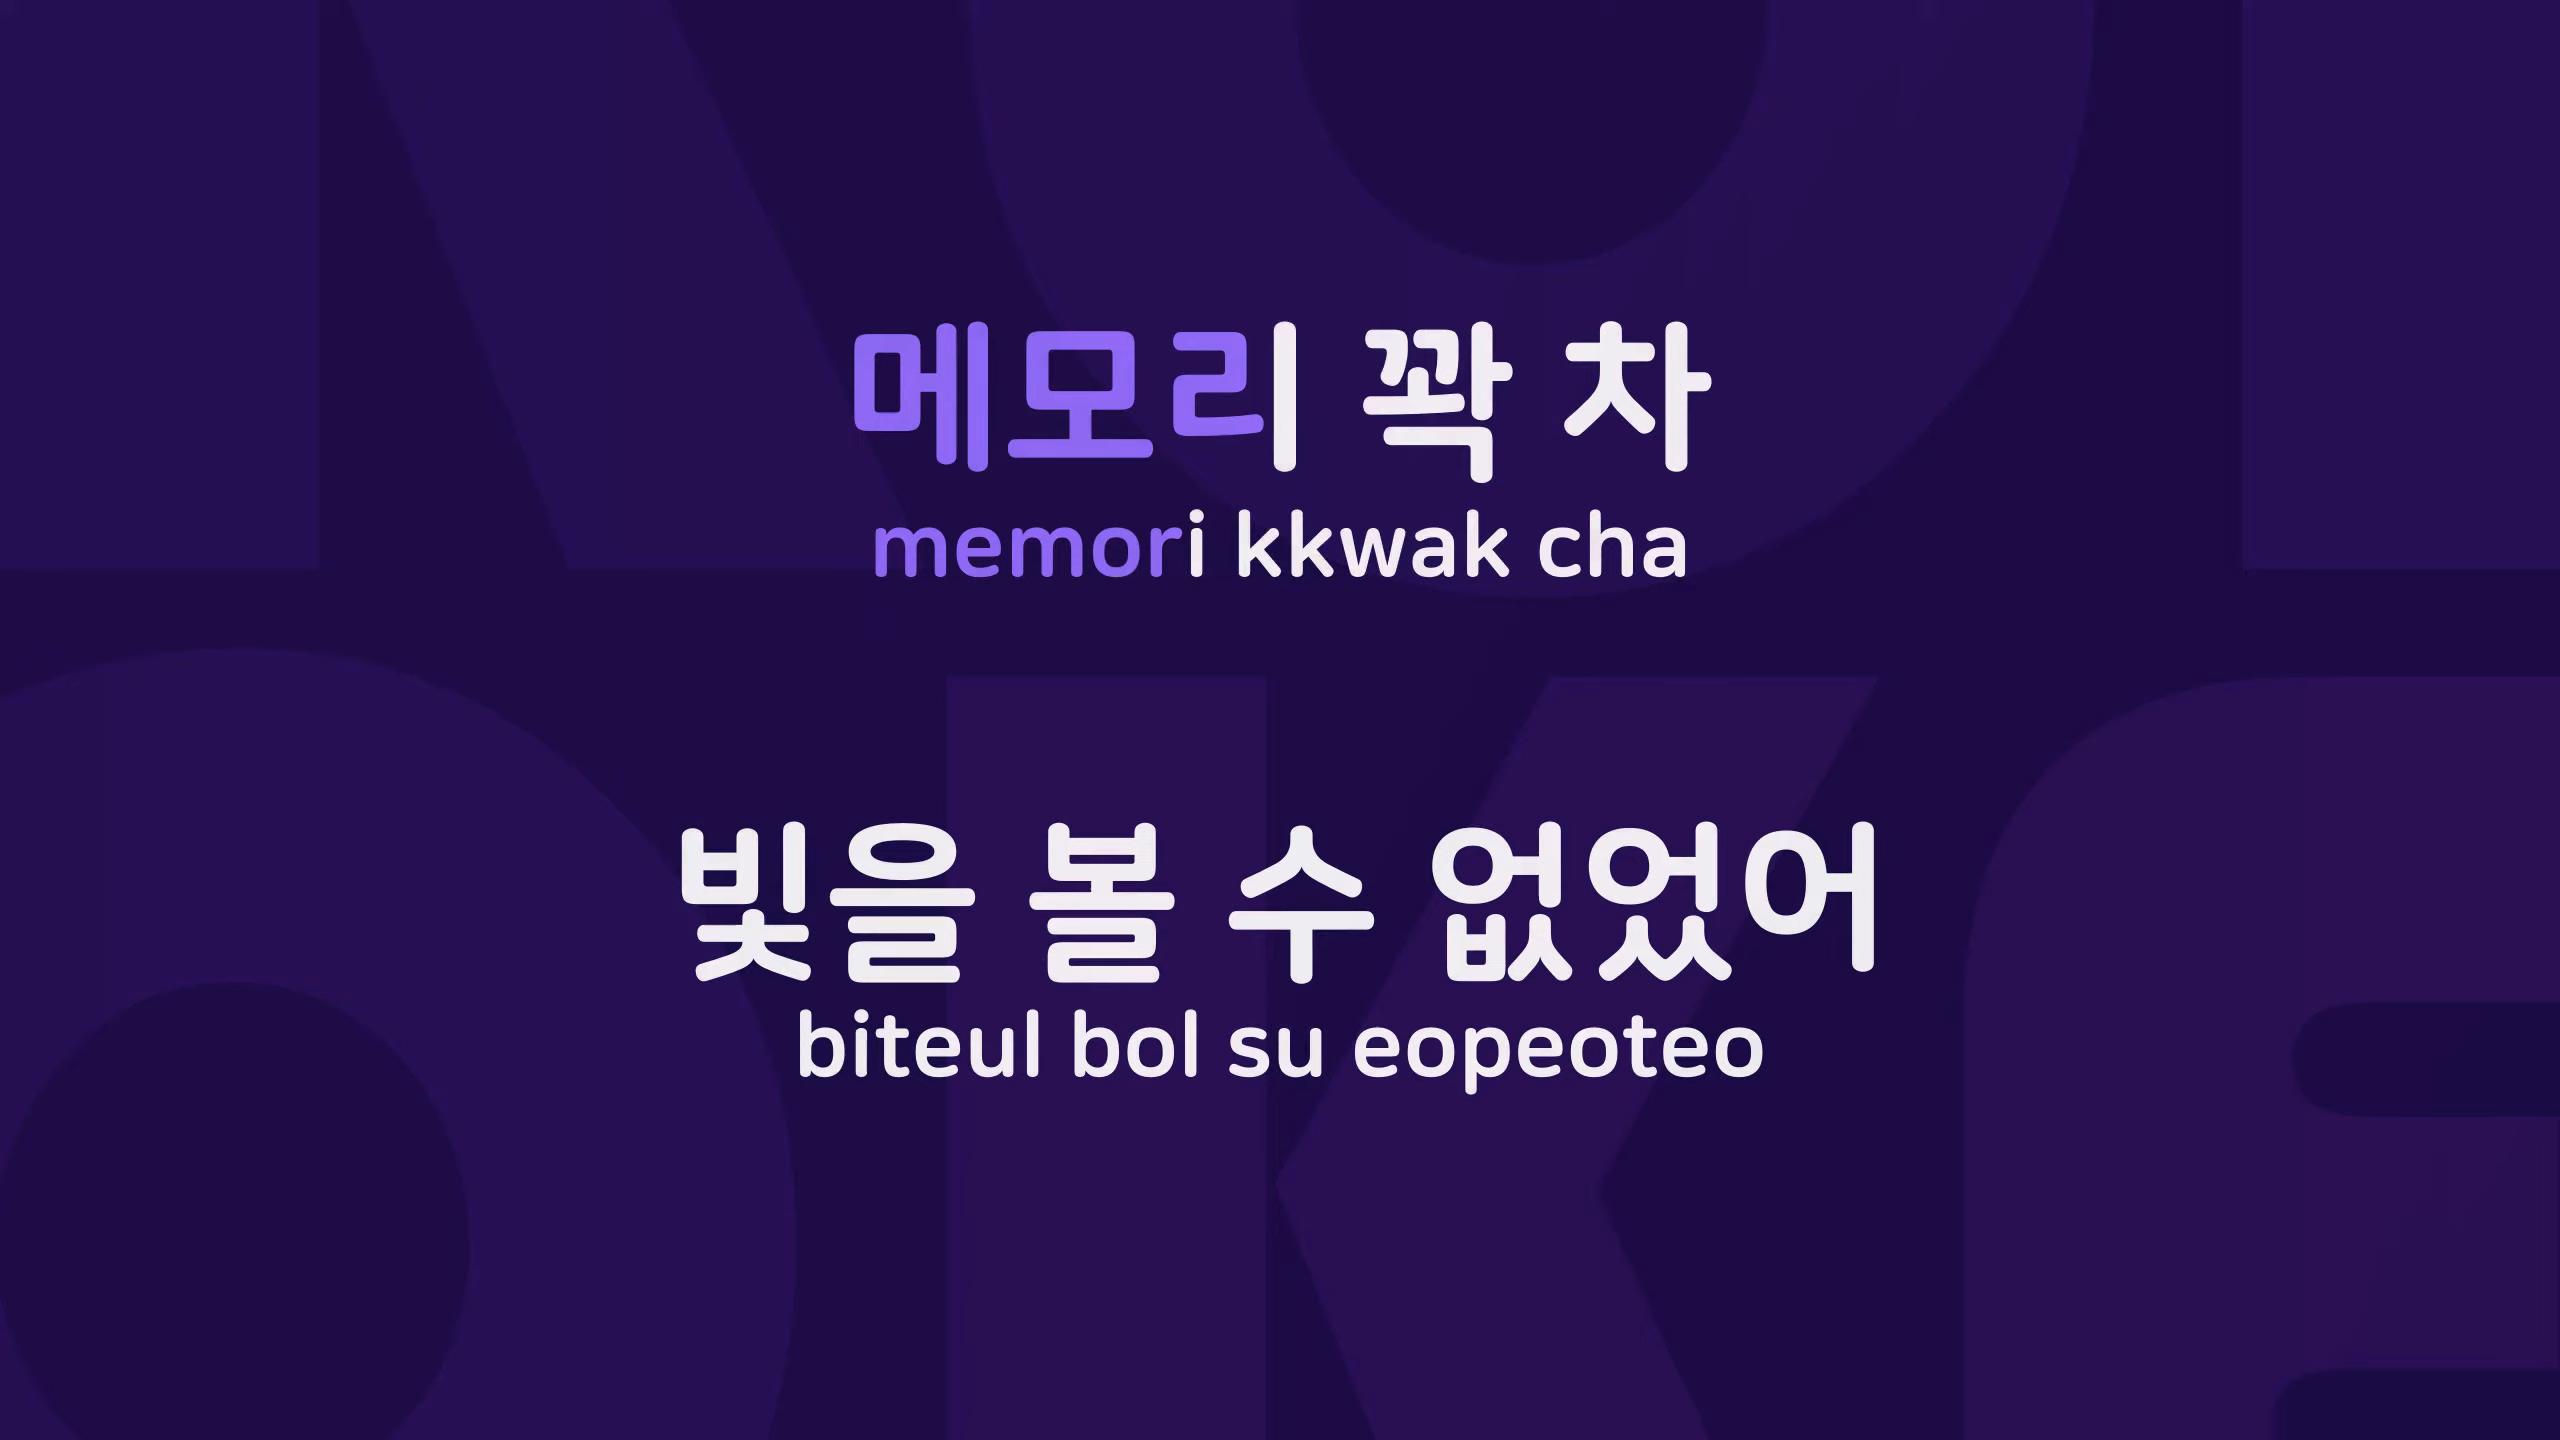 메모리 꽉 차
memori kkwak cha
빛을 볼 수 없었어
biteul bol su eopeoteo